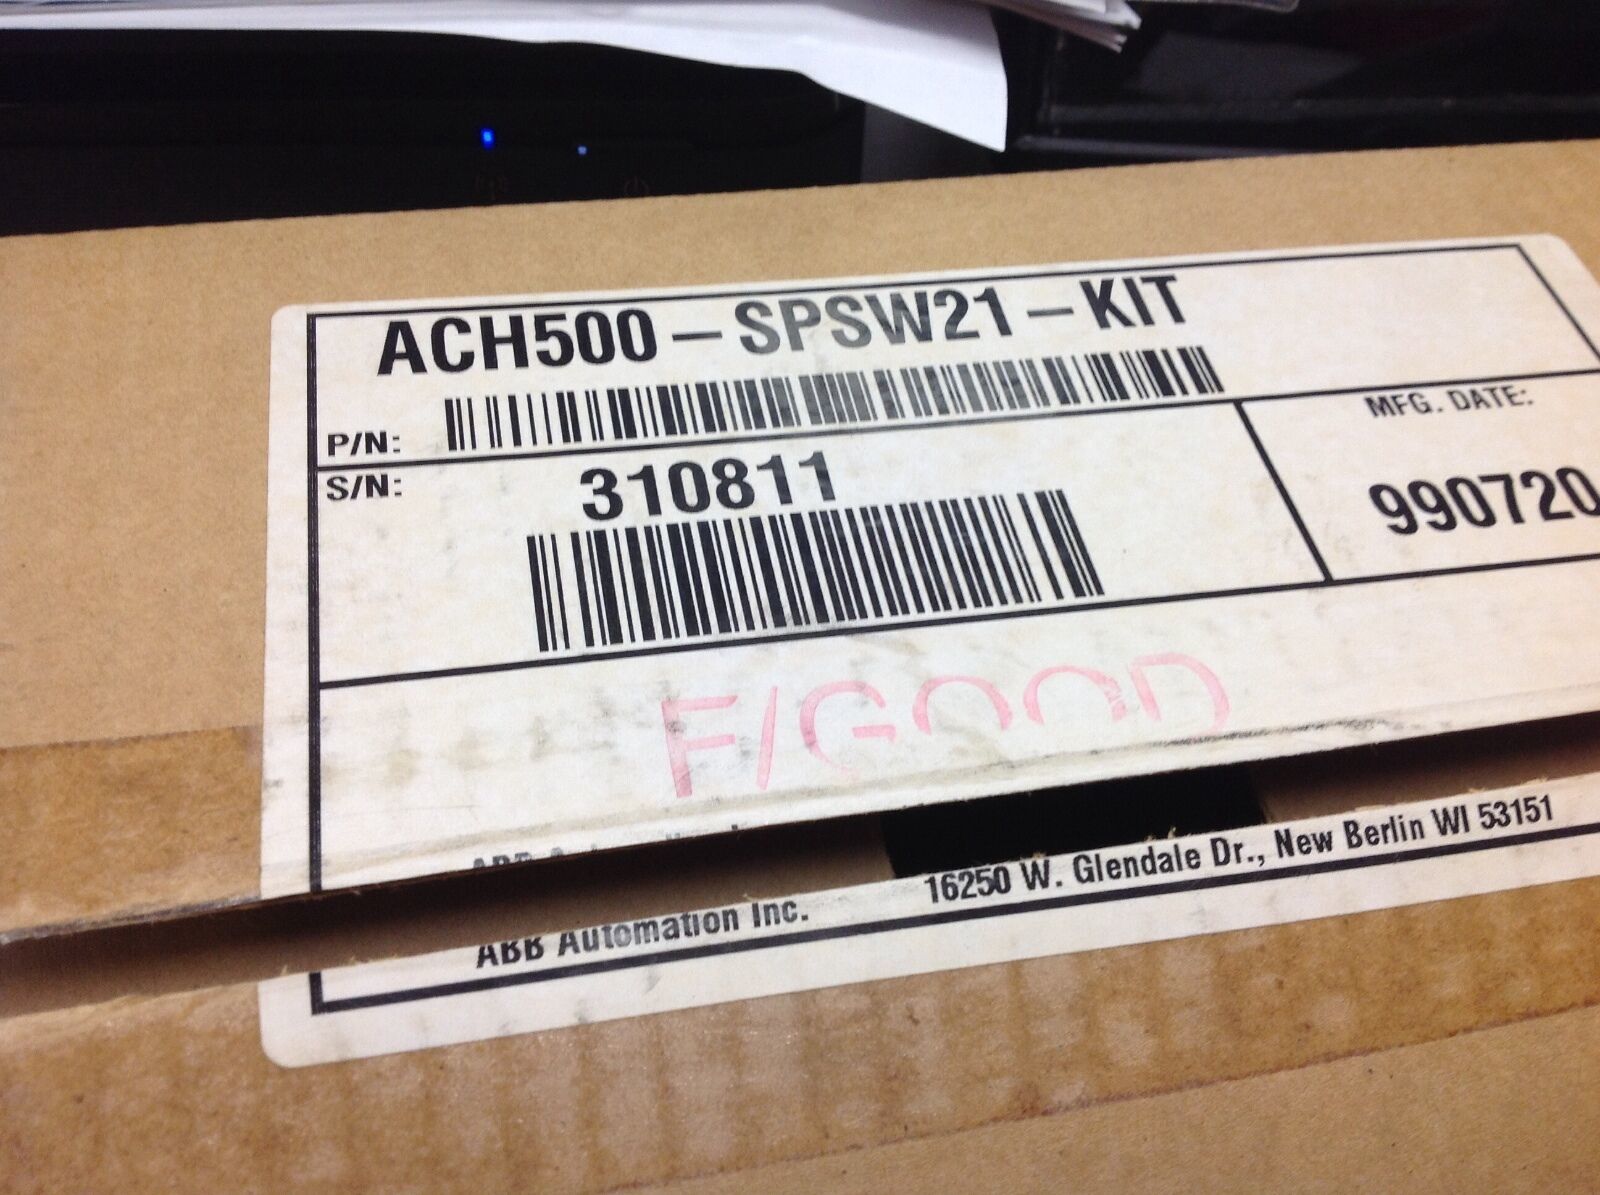 ACH500-SPSW21-KIT
P/N:
S/N: 310811
MFG. DATE:
990720
F/GOOD
ABB Automation Inc. 16250 W. Glendale Dr., New Berlin WI 53151